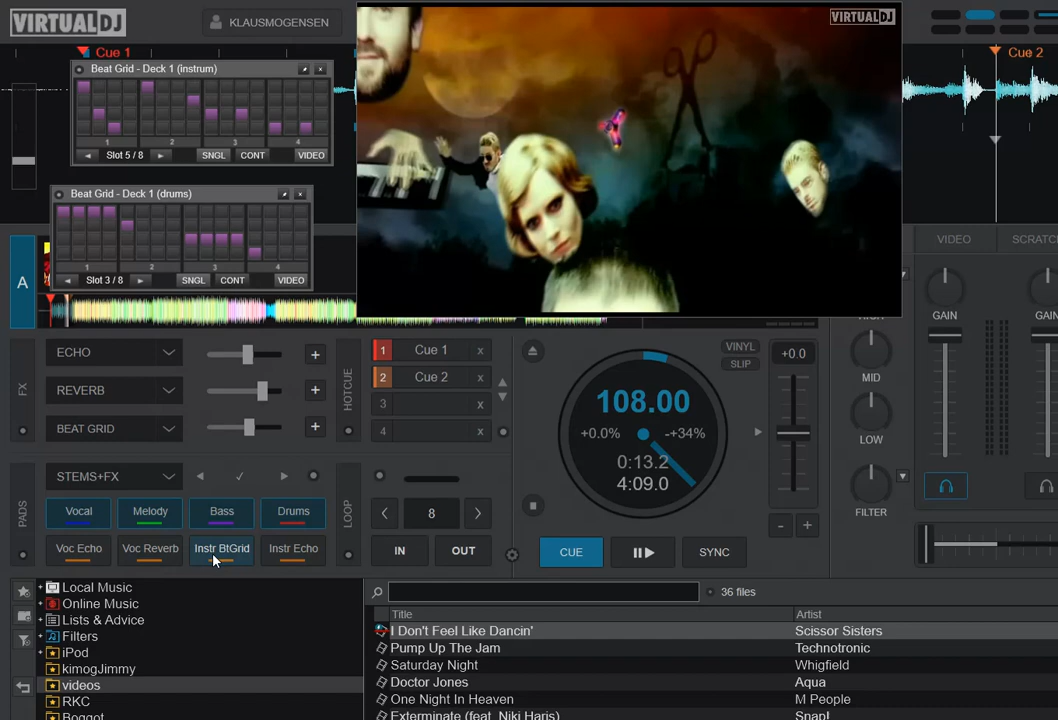 VIRTUALDJ
KLAUSMOGENSEN
VIRTUALDJ
Cue 1
Cue 2
Beat Grid - Deck 1 (instrum)
1 2 3 4
Slot 5 / 8
SNGL CONT VIDEO
Beat Grid - Deck 1 (drums)
1 2 3 4
Slot 3 / 8
SNGL CONT VIDEO
A
VIDEO
SCRATCH
GAIN
GAIN
MID
LOW
FILTER
FX
ECHO
REVERB
BEAT GRID
HOTCUE
1 Cue 1 x
2 Cue 2 x
3 x
4 x
VINYL
SLIP
+0.0
108.00
+0.0% -+34%
0:13.2
4:09.0
PADS
STEMS+FX
Vocal Melody Bass Drums
Voc Echo Voc Reverb Instr BtGrid Instr Echo
LOOP
8
IN OUT
CUE
SYNC
Local Music
Online Music
Lists & Advice
Filters
iPod
kimogJimmy
videos
RKC
Boggot
36 files
Title Artist
I Don't Feel Like Dancin' Scissor Sisters
Pump Up The Jam Technotronic
Saturday Night Whigfield
Doctor Jones Aqua
One Night In Heaven M People
Exterminate (feat. Niki Haris) Snap!